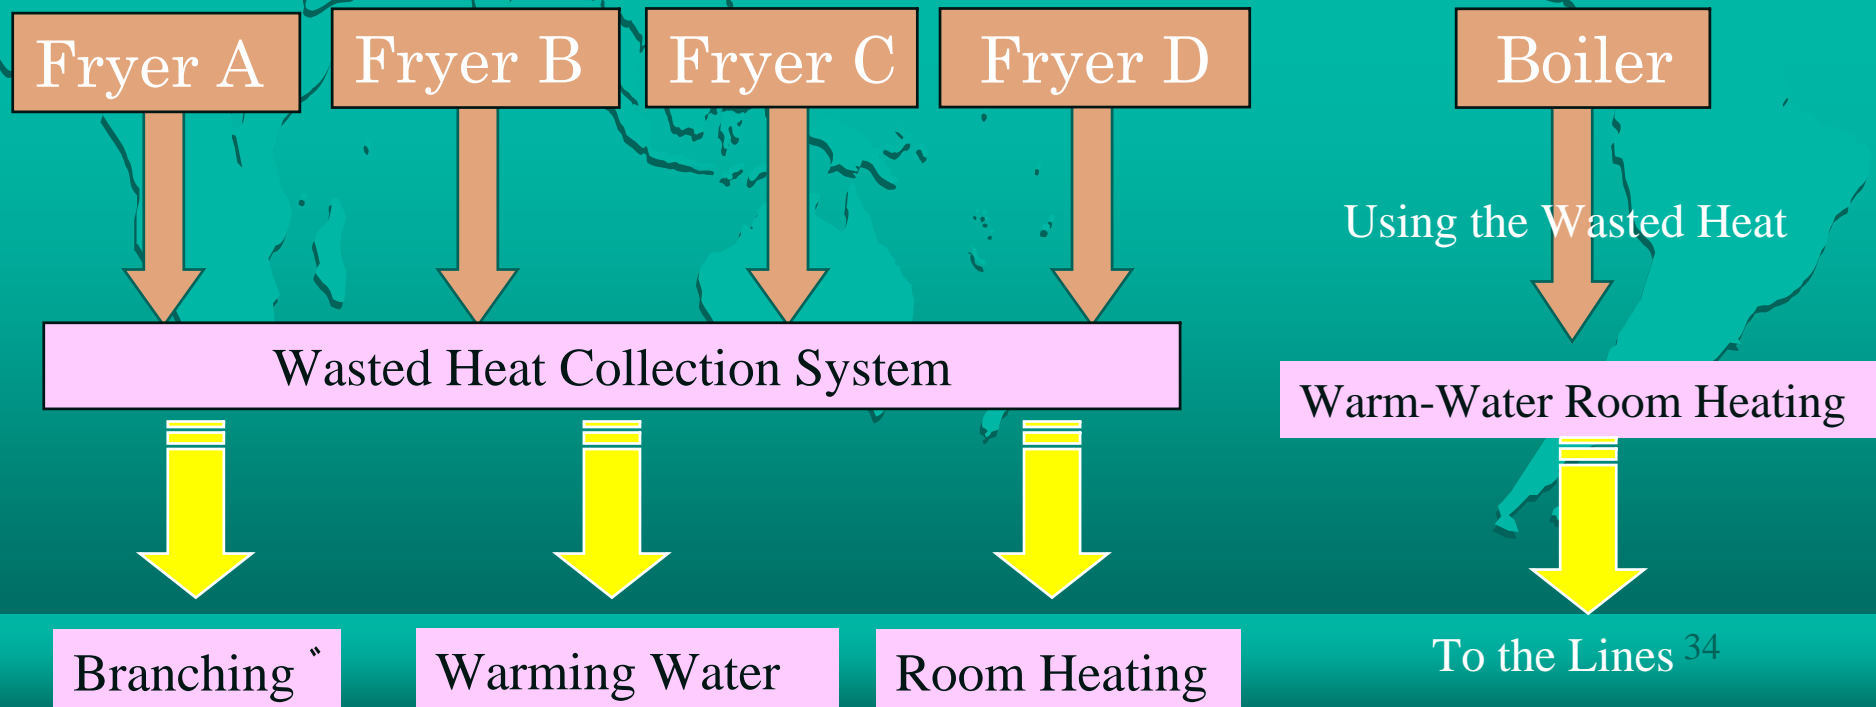 Fryer A
Fryer B
Fryer C
Fryer D
Boiler
Using the Wasted Heat
Wasted Heat Collection System
Warm-Water Room Heating
Branching ゛
Warming Water
Room Heating
To the Lines
34